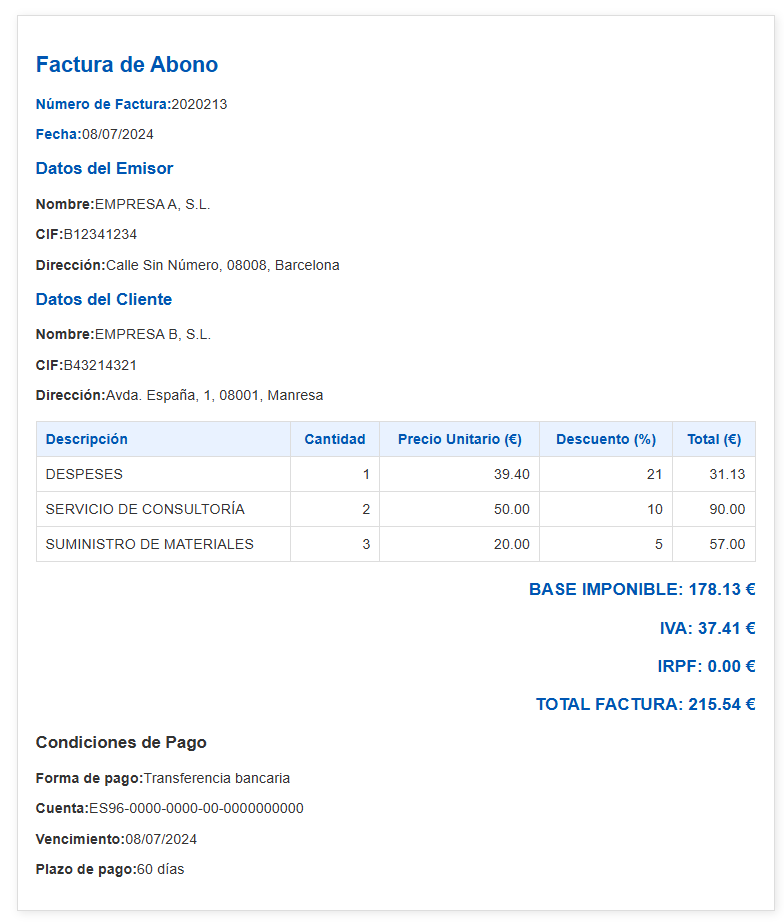 Factura de Abono
Número de Factura:2020213
Fecha:08/07/2024
Datos del Emisor
Nombre:EMPRESA A, S.L.
CIF:B12341234
Dirección:Calle Sin Número, 08008, Barcelona
Datos del Cliente
Nombre:EMPRESA B, S.L.
CIF:B43214321
Dirección:Avda. España, 1, 08001, Manresa
Descripción Cantidad Precio Unitario (€) Descuento (%) Total (€)
DESPESES 1 39.40 21 31.13
SERVICIO DE CONSULTORÍA 2 50.00 10 90.00
SUMINISTRO DE MATERIALES 3 20.00 5 57.00
BASE IMPONIBLE: 178.13 €
IVA: 37.41 €
IRPF: 0.00 €
TOTAL FACTURA: 215.54 €
Condiciones de Pago
Forma de pago:Transferencia bancaria
Cuenta:ES96-0000-0000-00-0000000000
Vencimiento:08/07/2024
Plazo de pago:60 días